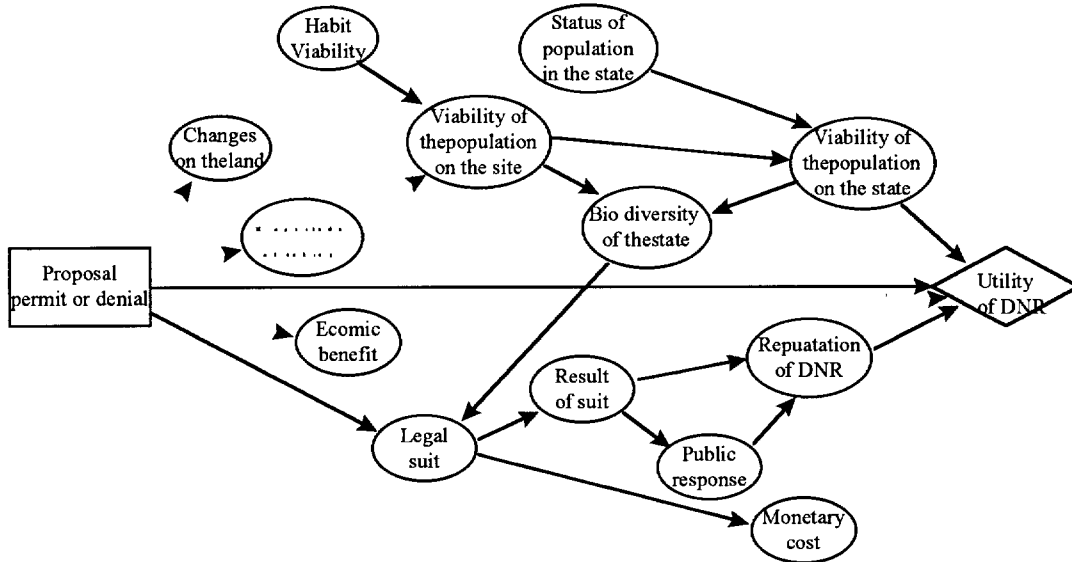 Habit
Viability
Status of
population
in the state
Changes
on theland
Viability of
thepopulation
on the site
Viability of
thepopulation
on the state
Bio diversity
of thestate
Proposal
permit or denial
Utility
of DNR
Ecomic
benefit
Repuatation
of DNR
Result
of suit
Legal
suit
Public
response
Monetary
cost